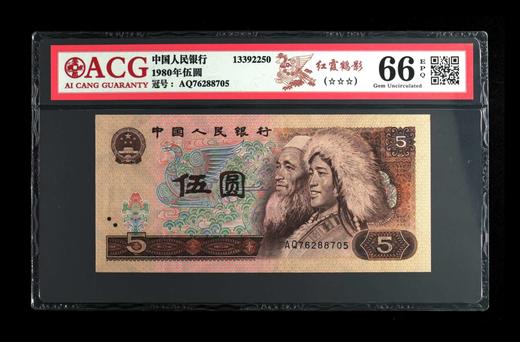 ACG
AI CANG GUARANTY
中国人民银行
1980年伍圆
冠号： AQ76288705
13392250
红霞鹤影
(☆☆☆)
66
EPQ
Gem Uncirculated
中国人民银行
5
伍圆
AQ76288705
5
5